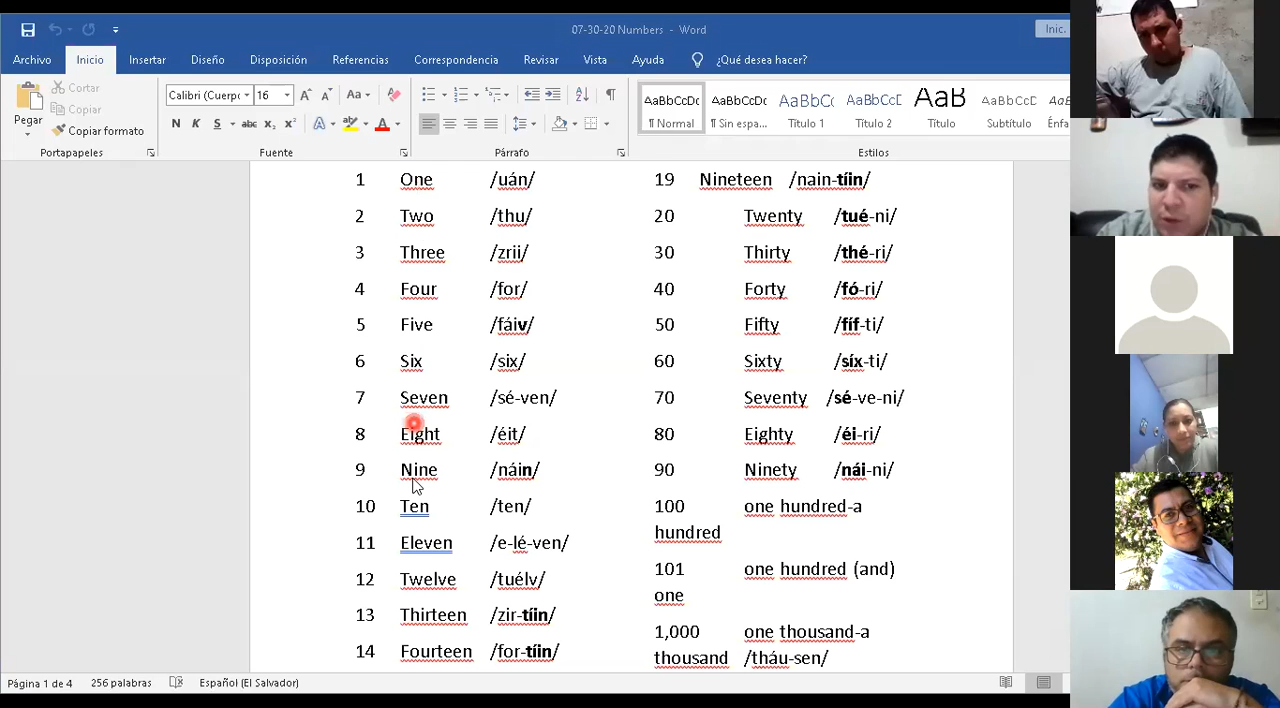 07-30-20 Numbers - Word
Inic.
Archivo Inicio Insertar Diseño Disposición Referencias Correspondencia Revisar Vista Ayuda ¿Qué desea hacer?
Pegar
Cortar
Copiar
Copiar formato
Portapapeles
Calibri (Cuerpo 16
N K S abc x₂ x²
Fuente
Párrafo
AaBbCcDc AaBbCcDc AaBbCc AaBbCcD AaB AaBbCcD
¶ Normal ¶ Sin espa... Título 1 Título 2 Título Subtítulo Énfa
Estilos
1 One /uán/
2 Two /thu/
3 Three /zrii/
4 Four /for/
5 Five /fáiv/
6 Six /six/
7 Seven /sé-ven/
8 Eight /éit/
9 Nine /náin/
10 Ten /ten/
11 Eleven /e-lé-ven/
12 Twelve /tuélv/
13 Thirteen /zir-tíin/
14 Fourteen /for-tíin/
19 Nineteen /nain-tíin/
20 Twenty /tué-ni/
30 Thirty /thé-ri/
40 Forty /fó-ri/
50 Fifty /fíf-ti/
60 Sixty /síx-ti/
70 Seventy /sé-ve-ni/
80 Eighty /éi-ri/
90 Ninety /nái-ni/
100 one hundred-a
hundred
101 one hundred (and)
one
1,000 one thousand-a
thousand /tháu-sen/
Página 1 de 4 256 palabras Español (El Salvador)